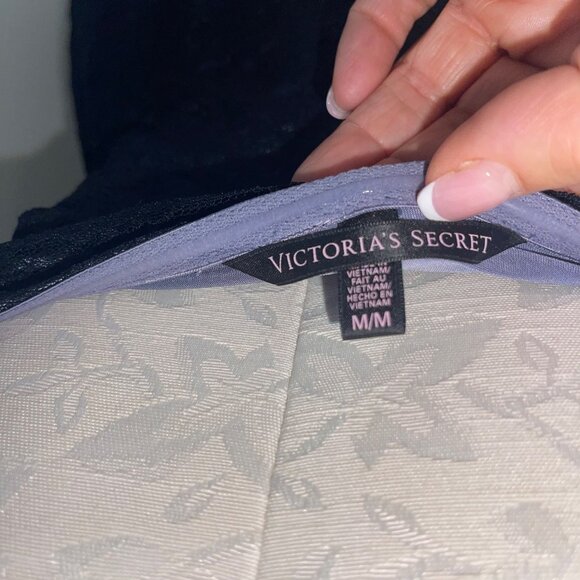 VICTORIA'S SECRET
VIETNAM/
FAIT AU
VIETNAM/
HECHO EN
VIETNAM
M/M